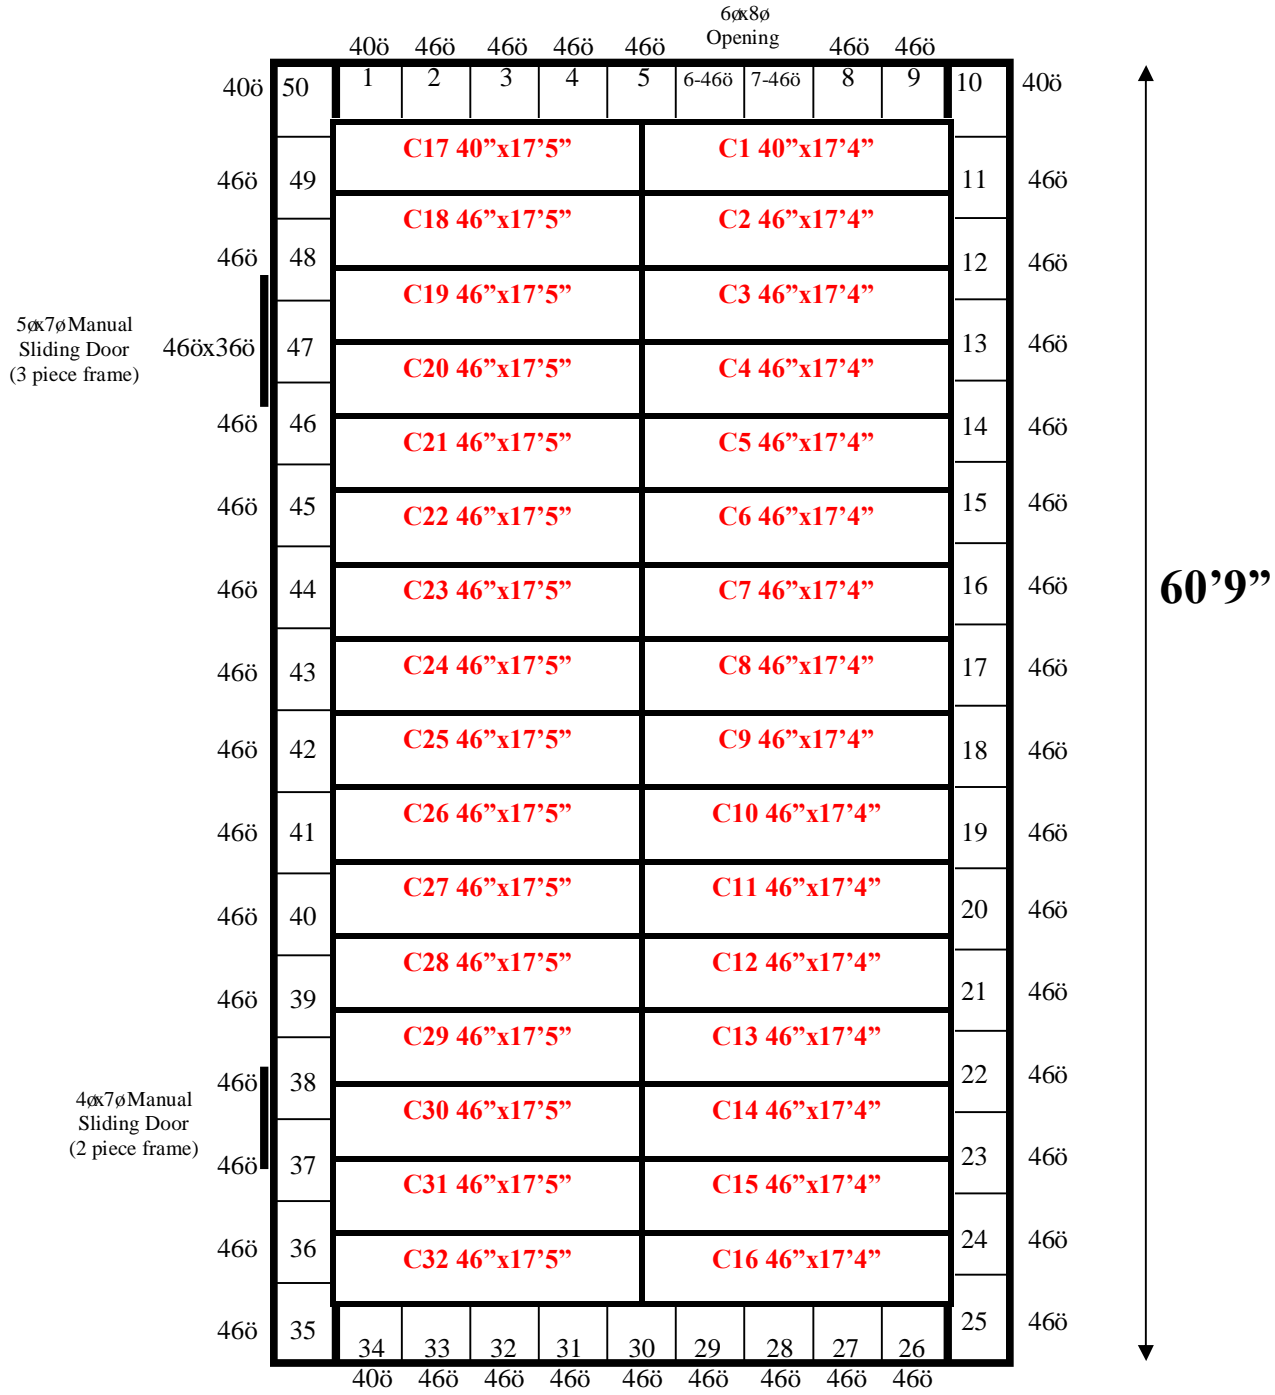 6øx8ø
Opening
40ö 46ö 46ö 46ö 46ö 46ö 46ö
40ö 50 1 2 3 4 5 6-46ö 7-46ö 8 9 10 40ö
C17 40”x17’5” C1 40”x17’4”
46ö 49 11 46ö
C18 46”x17’5” C2 46”x17’4”
46ö 48 12 46ö
C19 46”x17’5” C3 46”x17’4”
5øx7ø Manual
Sliding Door
(3 piece frame)
46öx36ö 47 13 46ö
C20 46”x17’5” C4 46”x17’4”
46ö 46 14 46ö
C21 46”x17’5” C5 46”x17’4”
46ö 45 15 46ö
C22 46”x17’5” C6 46”x17’4”
46ö 44 16 46ö
C23 46”x17’5” C7 46”x17’4”
60’9”
46ö 43 17 46ö
C24 46”x17’5” C8 46”x17’4”
46ö 42 18 46ö
C25 46”x17’5” C9 46”x17’4”
C26 46”x17’5” C10 46”x17’4”
46ö 41 19 46ö
C27 46”x17’5” C11 46”x17’4”
46ö 40 20 46ö
C28 46”x17’5” C12 46”x17’4”
46ö 39 21 46ö
C29 46”x17’5” C13 46”x17’4”
46ö 38 22 46ö
4øx7ø Manual
Sliding Door
(2 piece frame)
C30 46”x17’5” C14 46”x17’4”
46ö 37 23 46ö
C31 46”x17’5” C15 46”x17’4”
46ö 36 24 46ö
C32 46”x17’5” C16 46”x17’4”
46ö 35 25 46ö
34 33 32 31 30 29 28 27 26
40ö 46ö 46ö 46ö 46ö 46ö 46ö 46ö 46ö